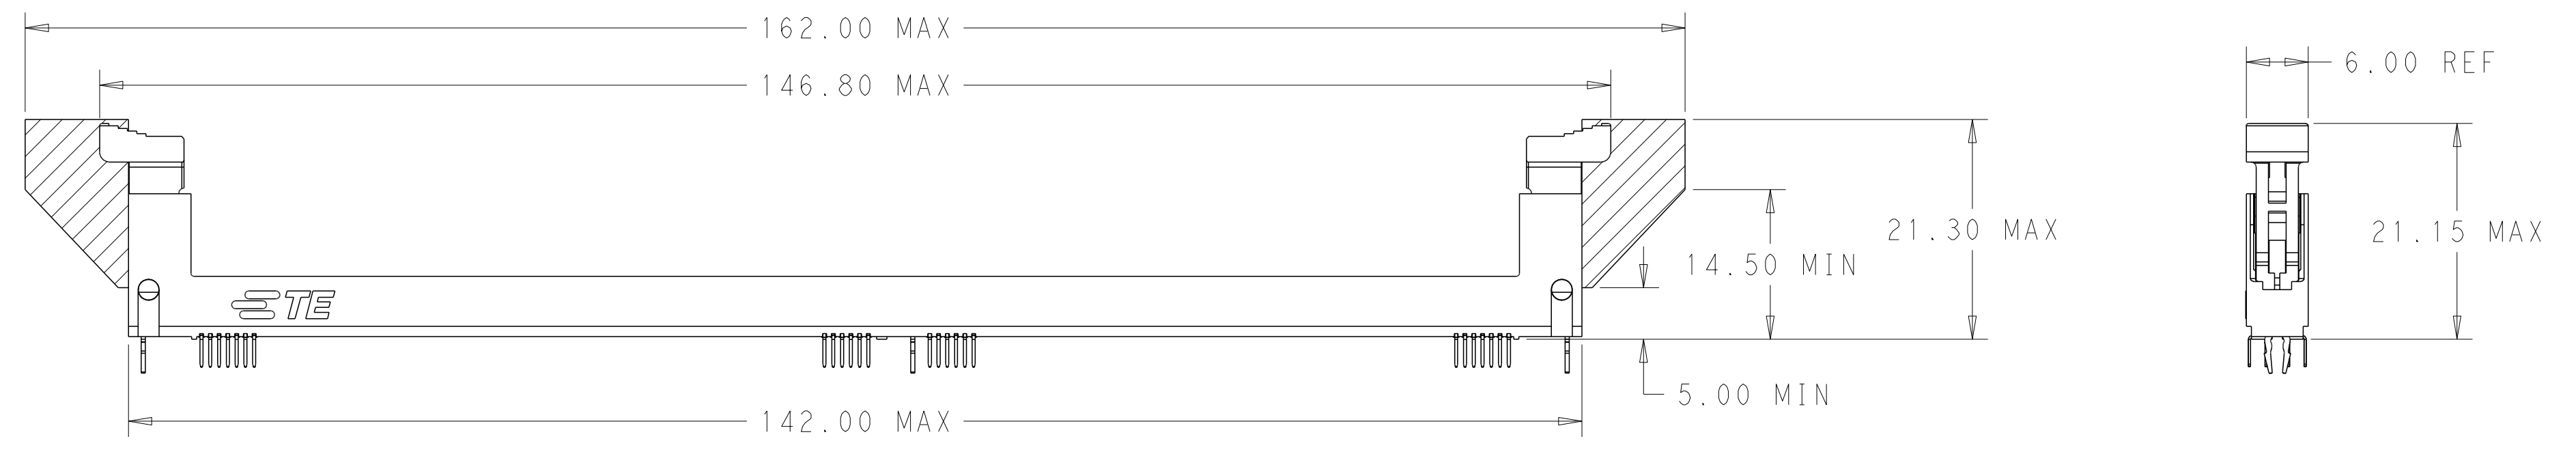 162.00 MAX
146.80 MAX
6.00 REF
21.30 MAX
21.15 MAX
14.50 MIN
TE
5.00 MIN
142.00 MAX